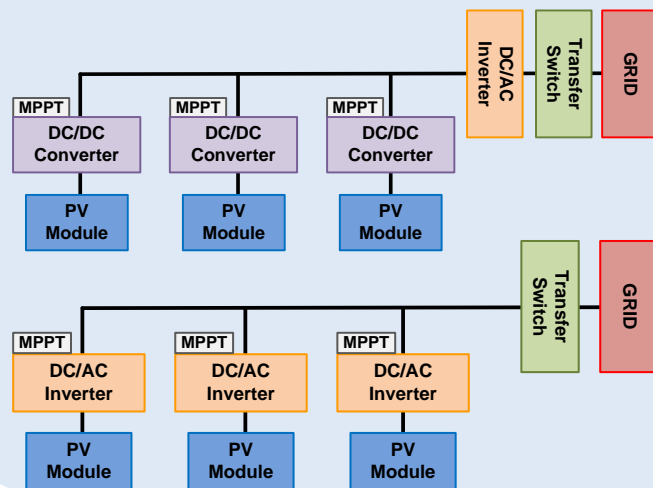 DC/AC
Inverter
Transfer
Switch
GRID
MPPT
MPPT
MPPT
DC/DC
Converter
DC/DC
Converter
DC/DC
Converter
PV
Module
PV
Module
PV
Module
Transfer
Switch
GRID
MPPT
MPPT
MPPT
DC/AC
Inverter
DC/AC
Inverter
DC/AC
Inverter
PV
Module
PV
Module
PV
Module